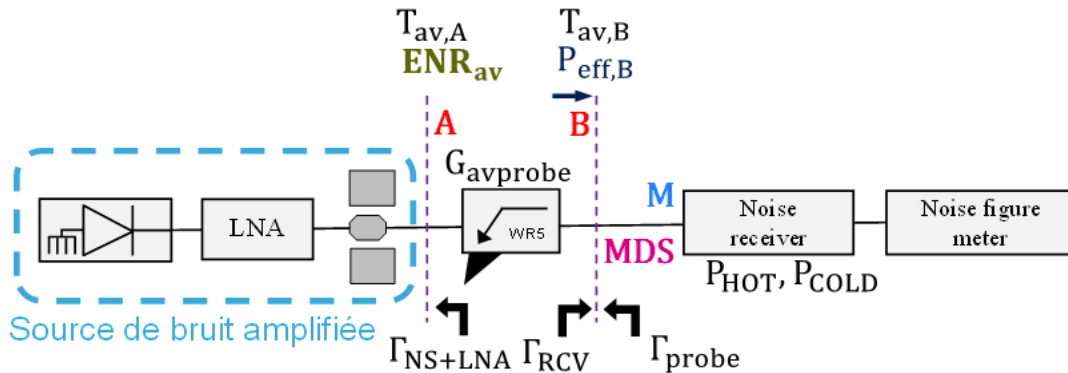 T_av,A T_av,B
ENR_av P_eff,B
A B
G_avprobe
M
LNA WR5 Noise receiver Noise figure meter
MDS
P_HOT, P_COLD
Source de bruit amplifiée
Γ_NS+LNA Γ_RCV Γ_probe